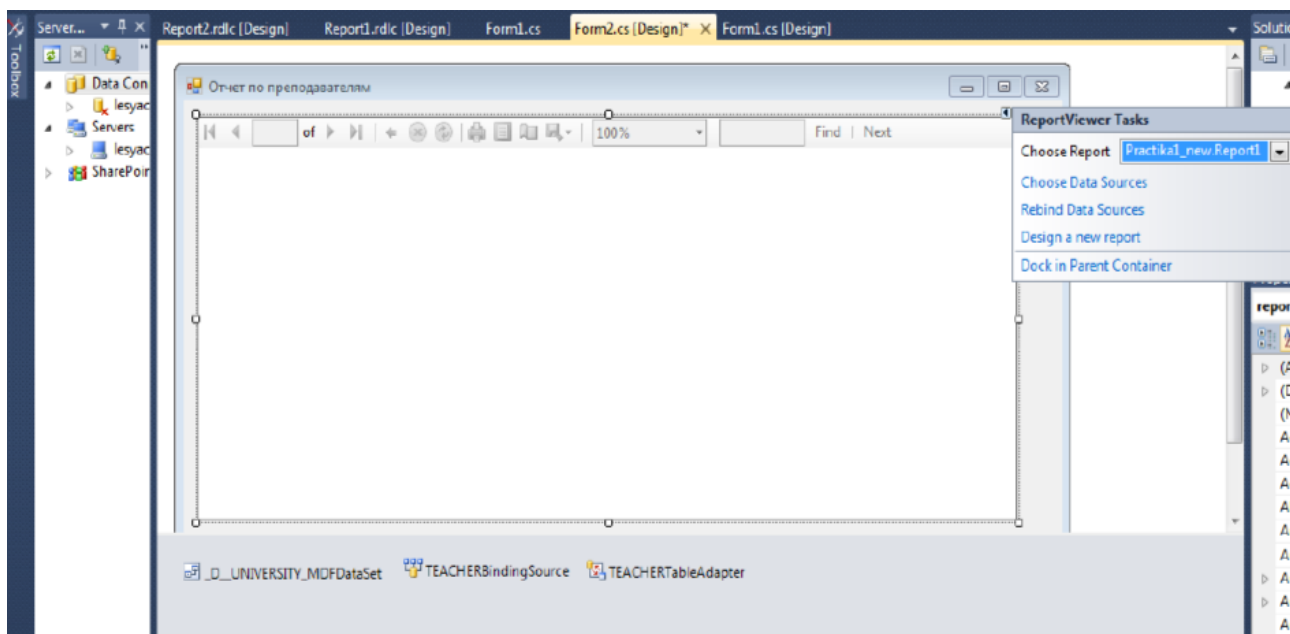 Server...
Report2.rdlc [Design]
Report1.rdlc [Design]
Form1.cs
Form2.cs [Design]*
Form1.cs [Design]
Soluti
Toolbox
Data Con
lesyac
Servers
lesyac
SharePoir
Отчет по преподавателям
of
100%
Find | Next
ReportViewer Tasks
Choose Report Practika1_new.Report1
Choose Data Sources
Rebind Data Sources
Design a new report
Dock in Parent Container
repor
_D__UNIVERSITY_MDFDataSet
TEACHERBindingSource
TEACHERTableAdapter
(A
(D
(N
A
A
A
A
A
A
A
A
A